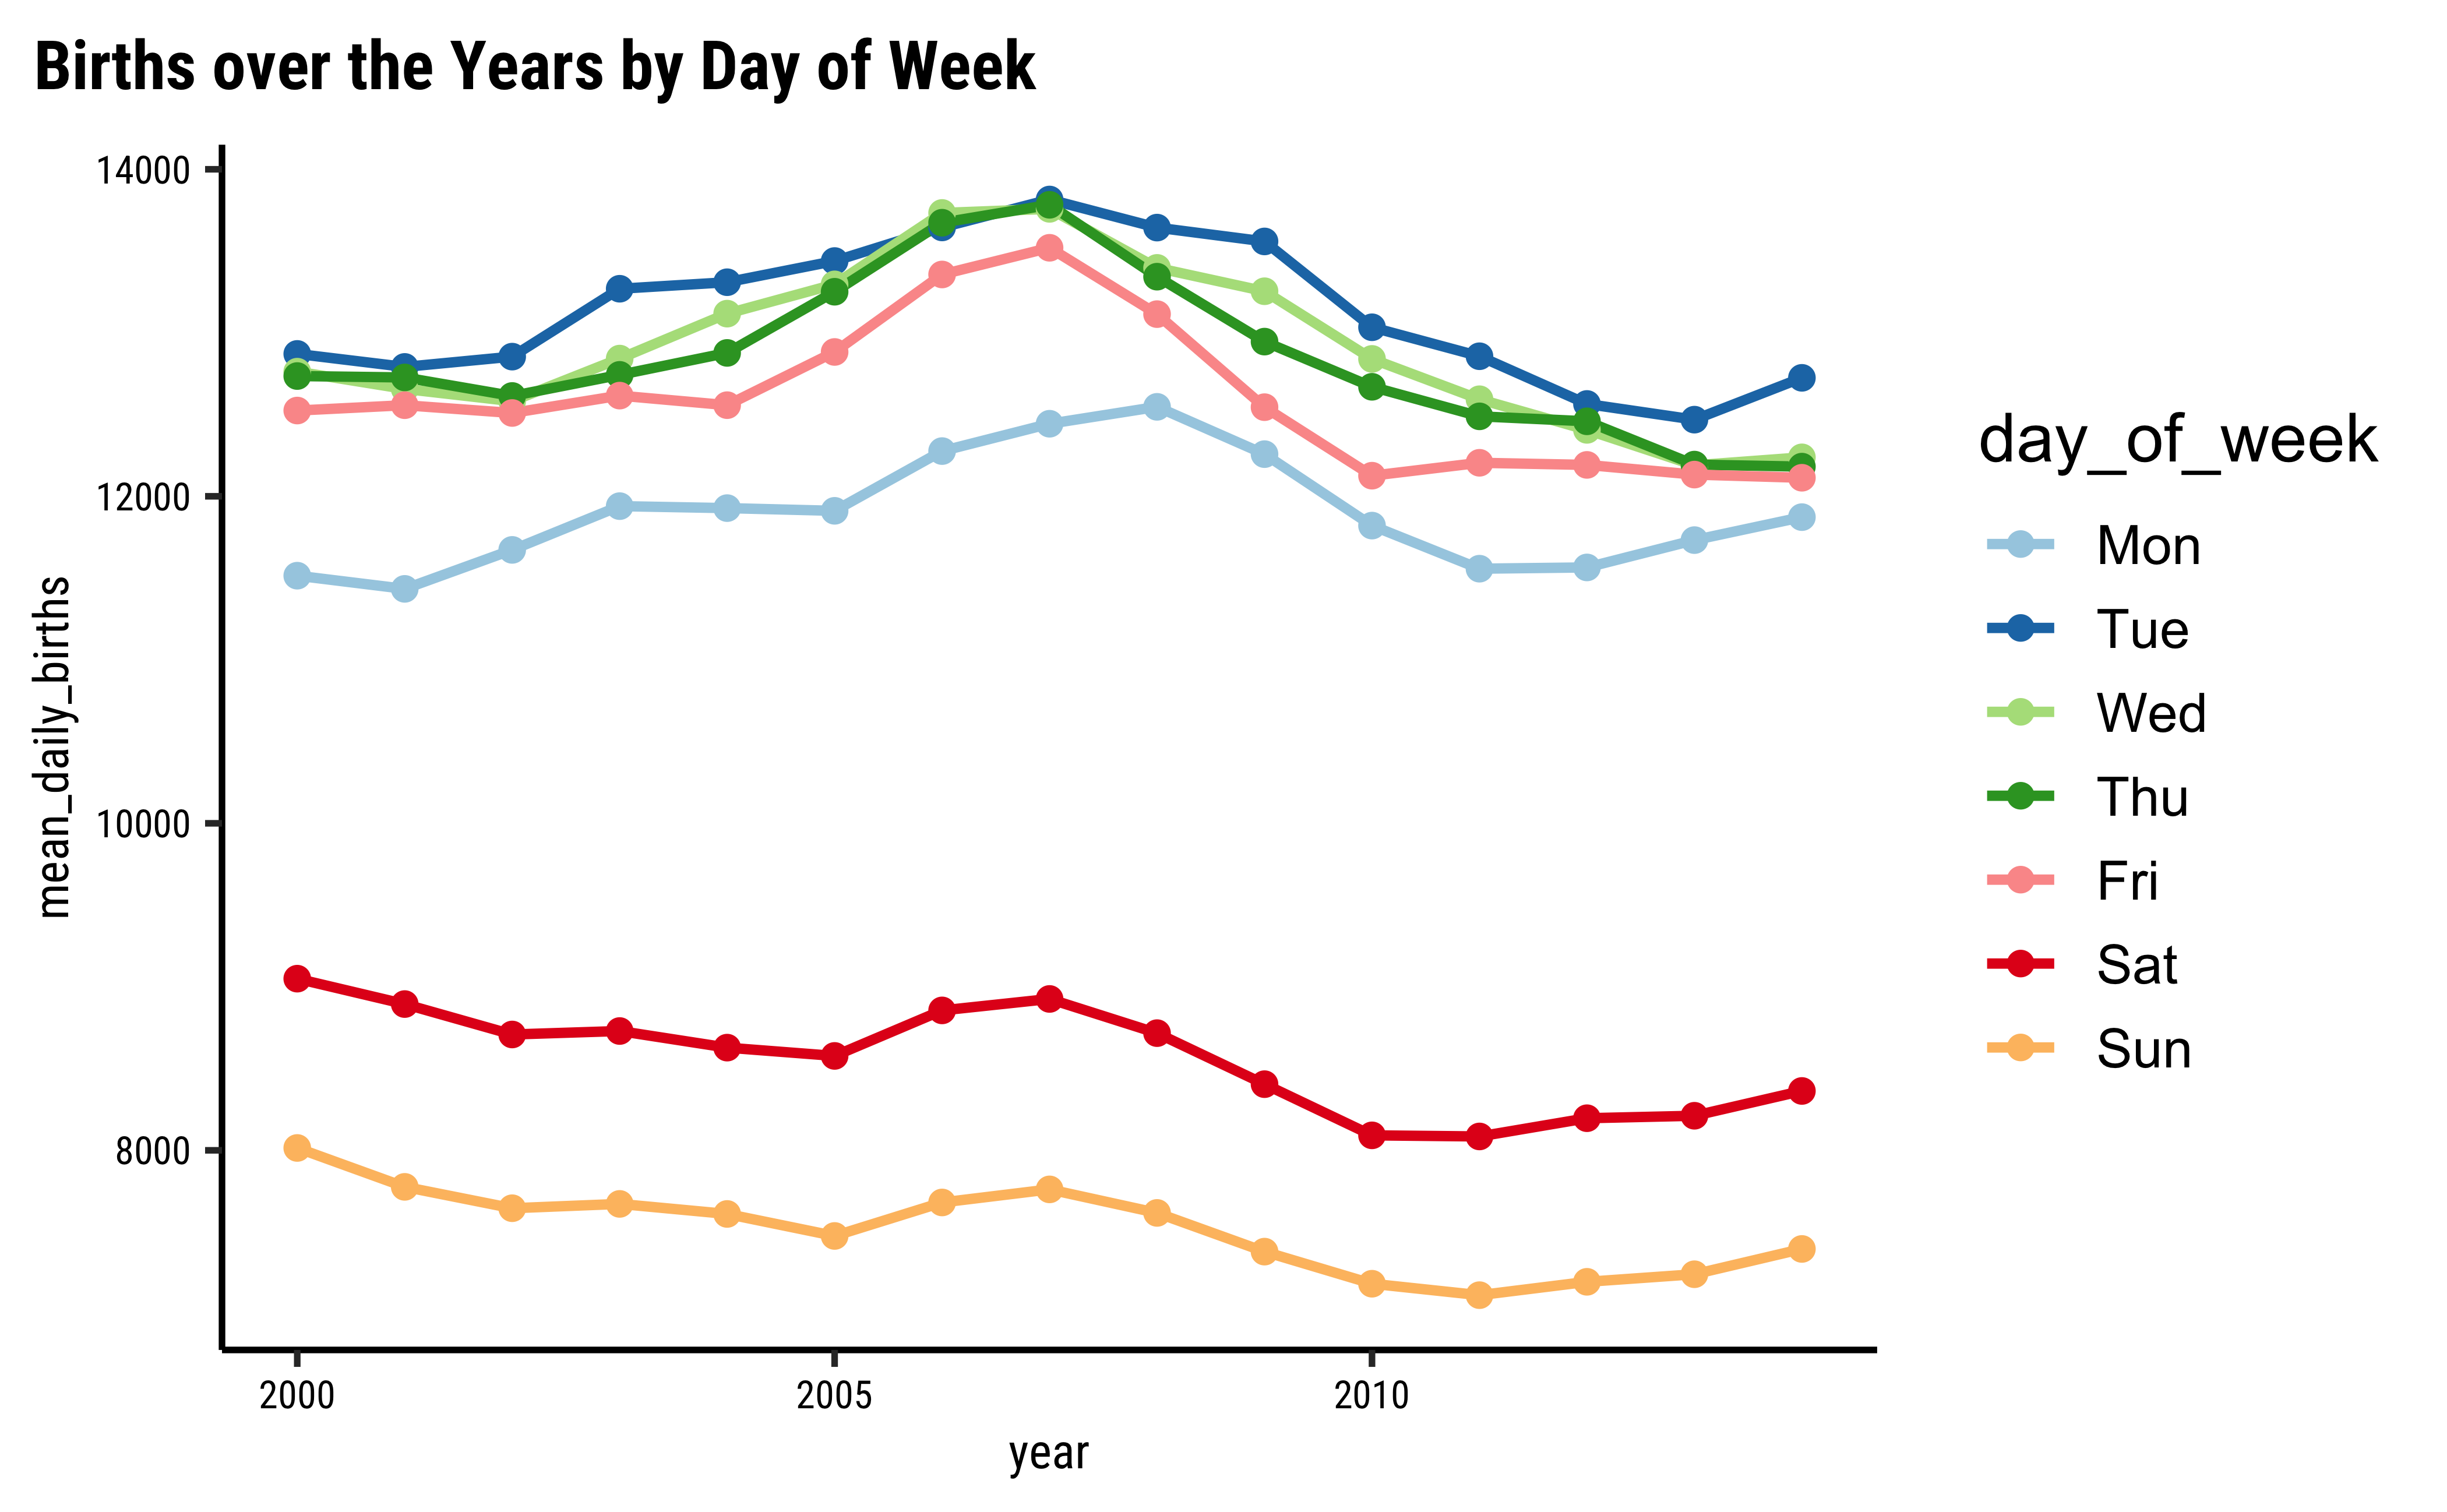 Births over the Years by Day of Week
14000
12000
10000
8000
mean_daily_births
2000 2005 2010
year
day_of_week
Mon
Tue
Wed
Thu
Fri
Sat
Sun